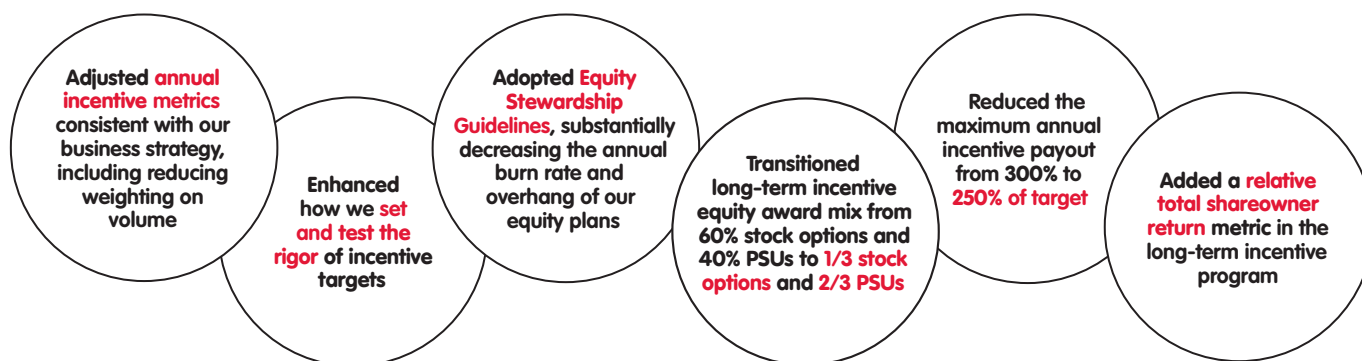 Adjusted annual
incentive metrics
consistent with our
business strategy,
including reducing
weighting on
volume
Enhanced
how we set
and test the
rigor of incentive
targets
Adopted Equity
Stewardship
Guidelines, substantially
decreasing the annual
burn rate and
overhang of our
equity plans
Transitioned
long-term incentive
equity award mix from
60% stock options and
40% PSUs to 1/3 stock
options and 2/3 PSUs
Reduced the
maximum annual
incentive payout
from 300% to
250% of target
Added a relative
total shareowner
return metric in the
long-term incentive
program